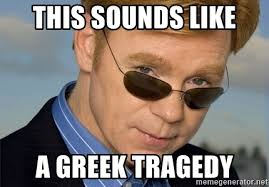 THIS SOUNDS LIKE
A GREEK TRAGEDY
memegenerator.net